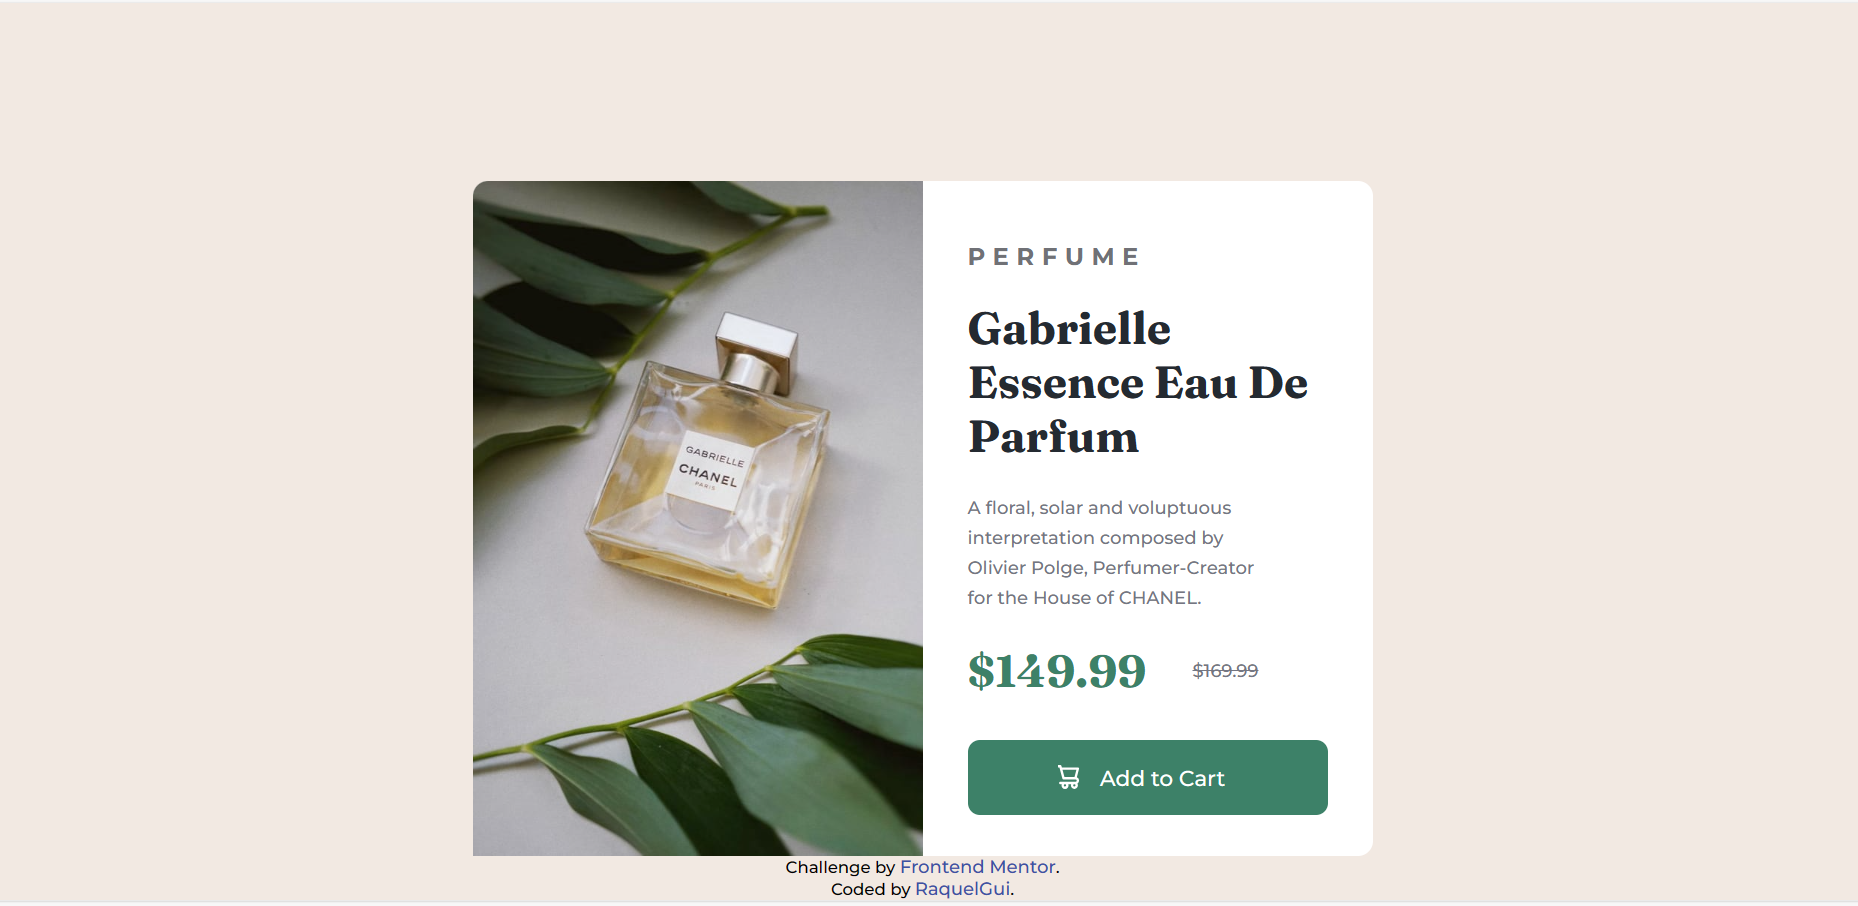 GABRIELLE
CHANEL
PARIS
PERFUME
Gabrielle
Essence Eau De
Parfum
A floral, solar and voluptuous
interpretation composed by
Olivier Polge, Perfumer-Creator
for the House of CHANEL.
$149.99 $169.99
Add to Cart
Challenge by Frontend Mentor.
Coded by RaquelGui.